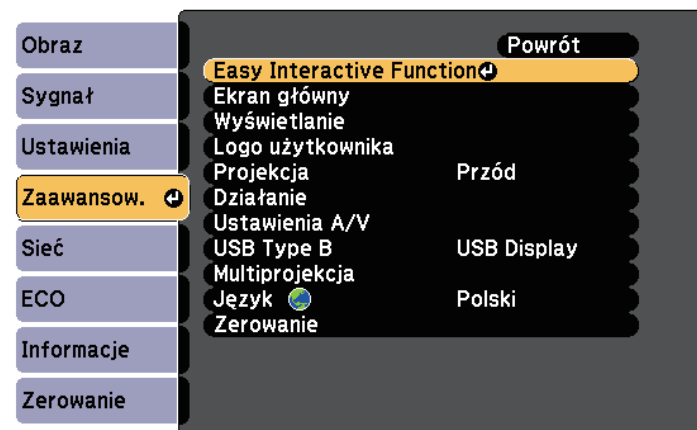 Obraz
Sygnał
Ustawienia
Zaawansow.
Sieć
ECO
Informacje
Zerowanie
Powrót
Easy Interactive Function
Ekran główny
Wyświetlanie
Logo użytkownika
Projekcja Przód
Działanie
Ustawienia A/V
USB Type B USB Display
Multiprojekcja
Język Polski
Zerowanie